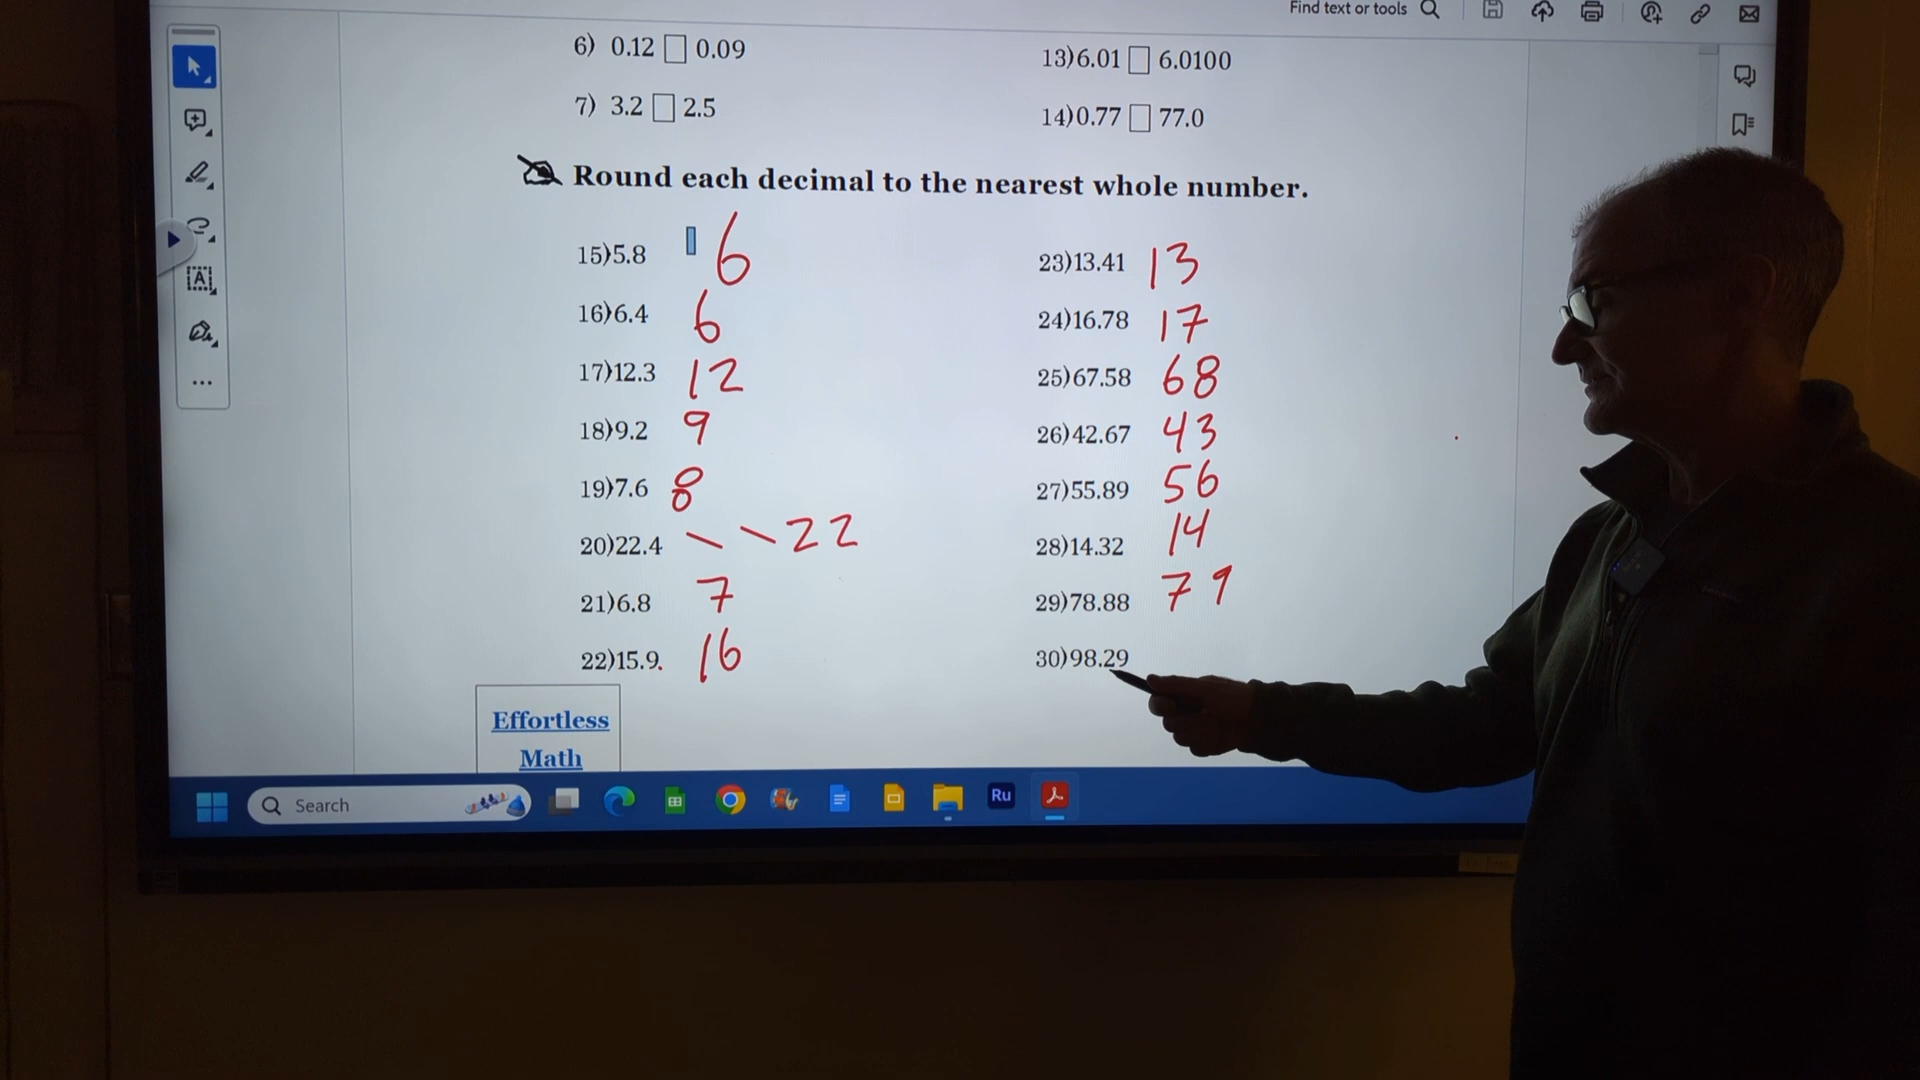 Find text or tools
6) 0.12 □ 0.09
7) 3.2 □ 2.5
13)6.01 □ 6.0100
14)0.77 □ 77.0
Round each decimal to the nearest whole number.
15)5.8 6
16)6.4 6
17)12.3 12
18)9.2 9
19)7.6 8
20)22.4 22
21)6.8 7
22)15.9. 16
23)13.41 13
24)16.78 17
25)67.58 68
26)42.67 43
27)55.89 56
28)14.32 14
29)78.88 79
30)98.29
Effortless
Math
Search
Ru